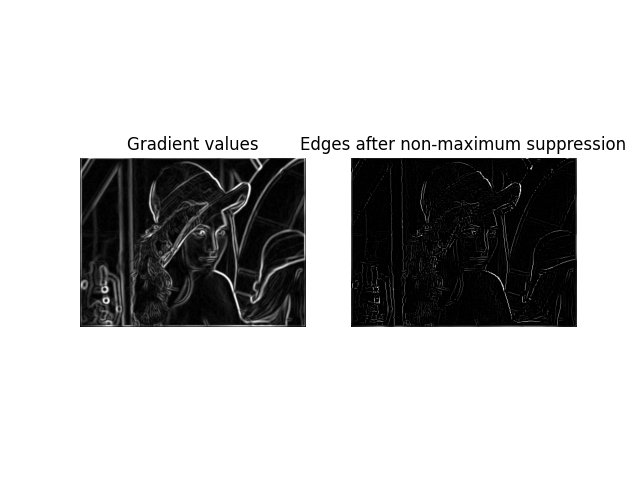 Gradient values
Edges after non-maximum suppression